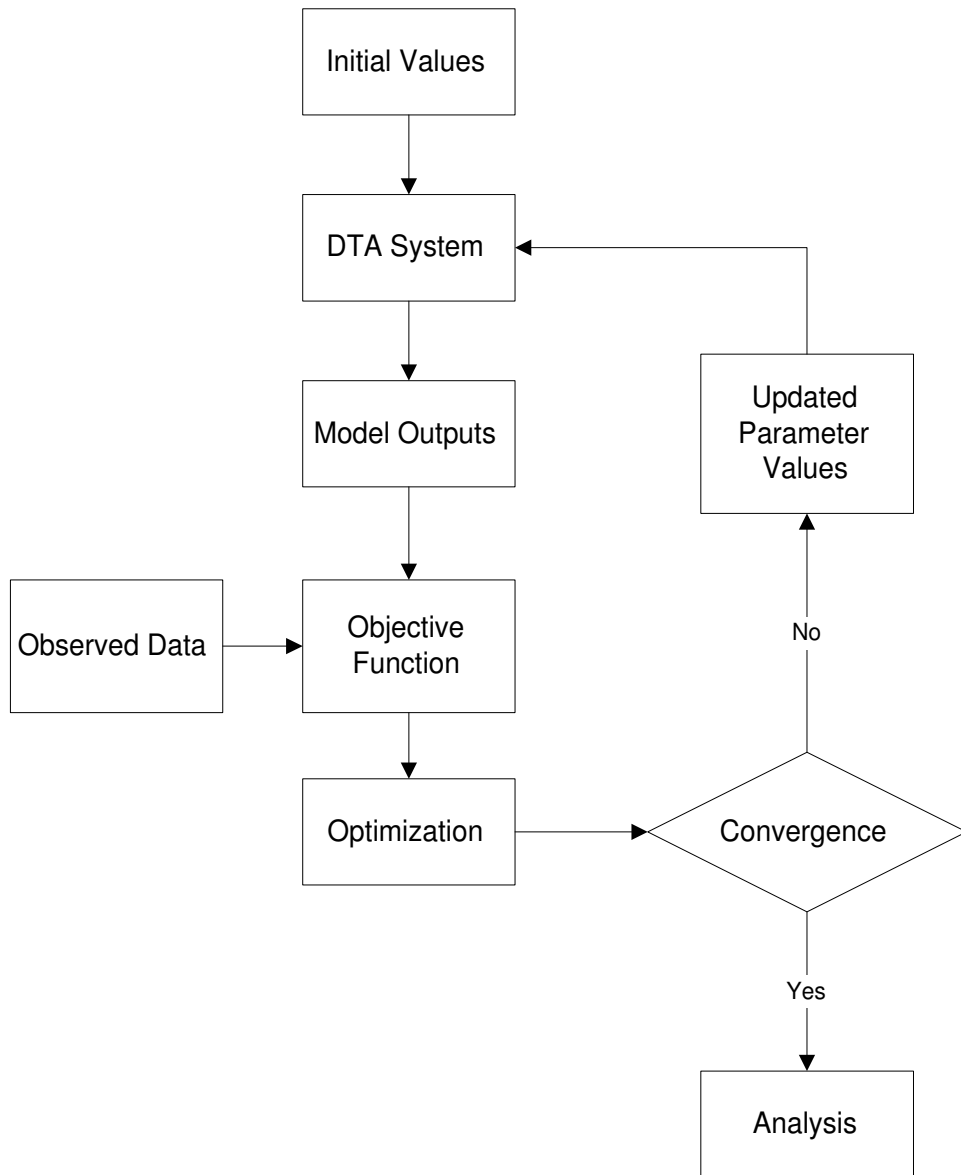 Initial Values
DTA System
Model Outputs
Updated
Parameter
Values
Observed Data
Objective
Function
No
Optimization
Convergence
Yes
Analysis